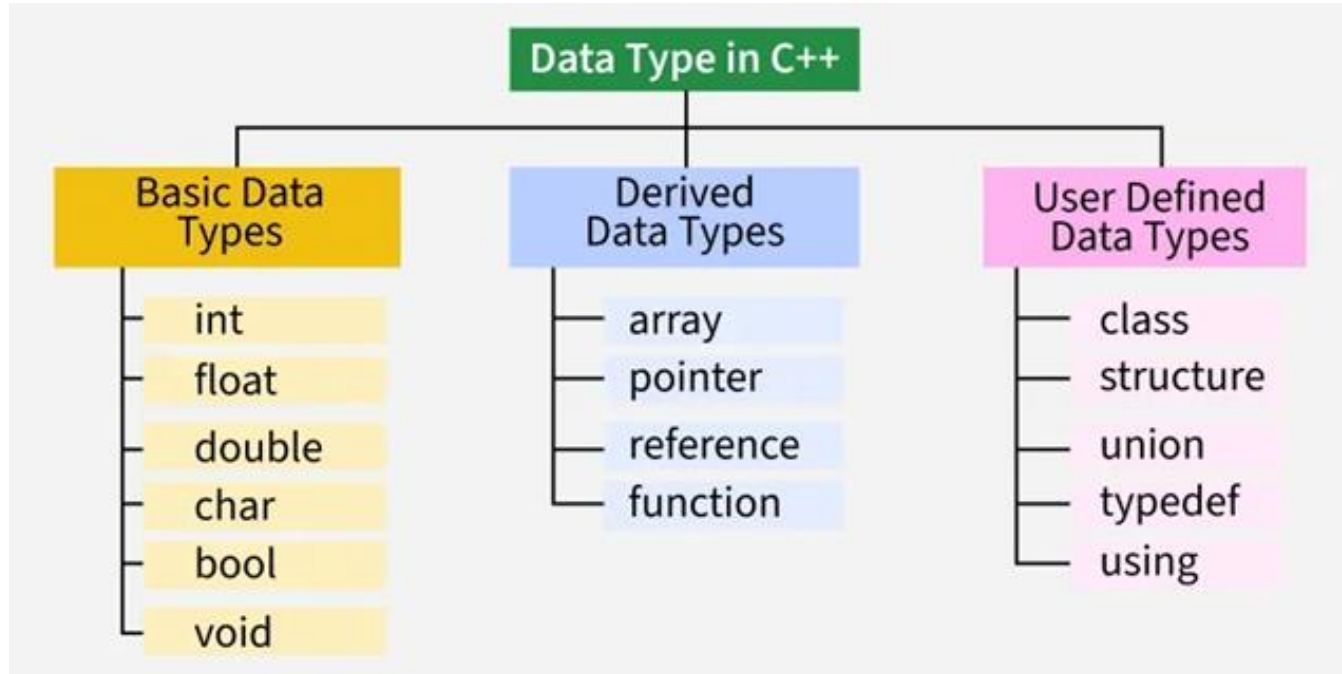 Data Type in C++
Basic Data
Types
int
float
double
char
bool
void
Derived
Data Types
array
pointer
reference
function
User Defined
Data Types
class
structure
union
typedef
using